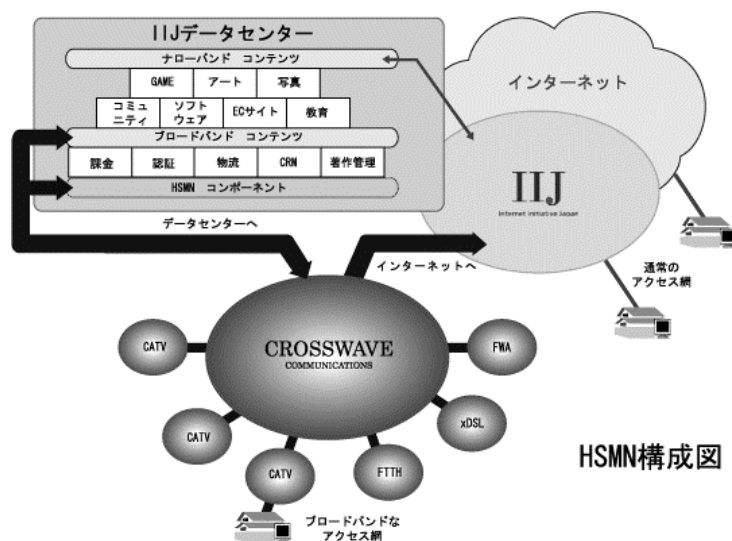 IIJデータセンター
ナローバンド コンテンツ
GAME
アート
写真
コミュ
ニティ
ソフト
ウェア
ECサイト
教育
ブロードバンド コンテンツ
課金
認証
物流
CRN
著作管理
HSMN コンポーネント
インターネット
IIJ
Internet Initiative Japan
データセンターへ
インターネットへ
通常の
アクセス網
CROSSWAVE
COMMUNICATIONS
CATV
FWA
CATV
xDSL
CATV
FTTH
HSMN構成図
ブロードバンドな
アクセス網